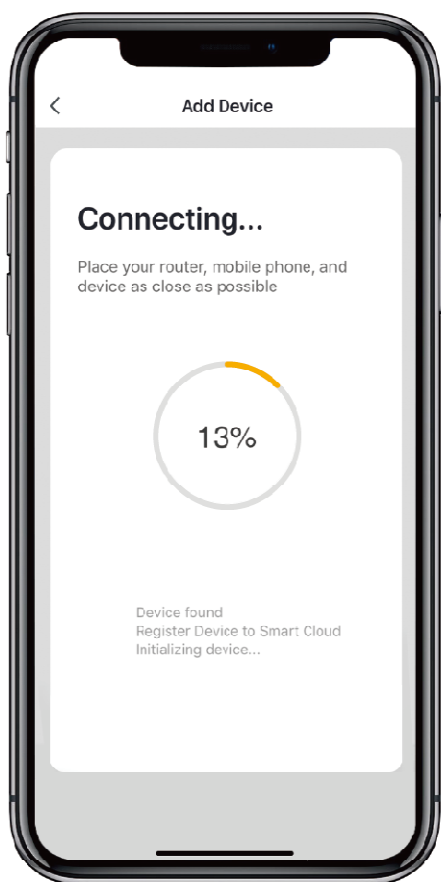 Add Device
Connecting...
Place your router, mobile phone, and
device as close as possible
13%
Device found
Register Device to Smart Cloud
Initializing device...